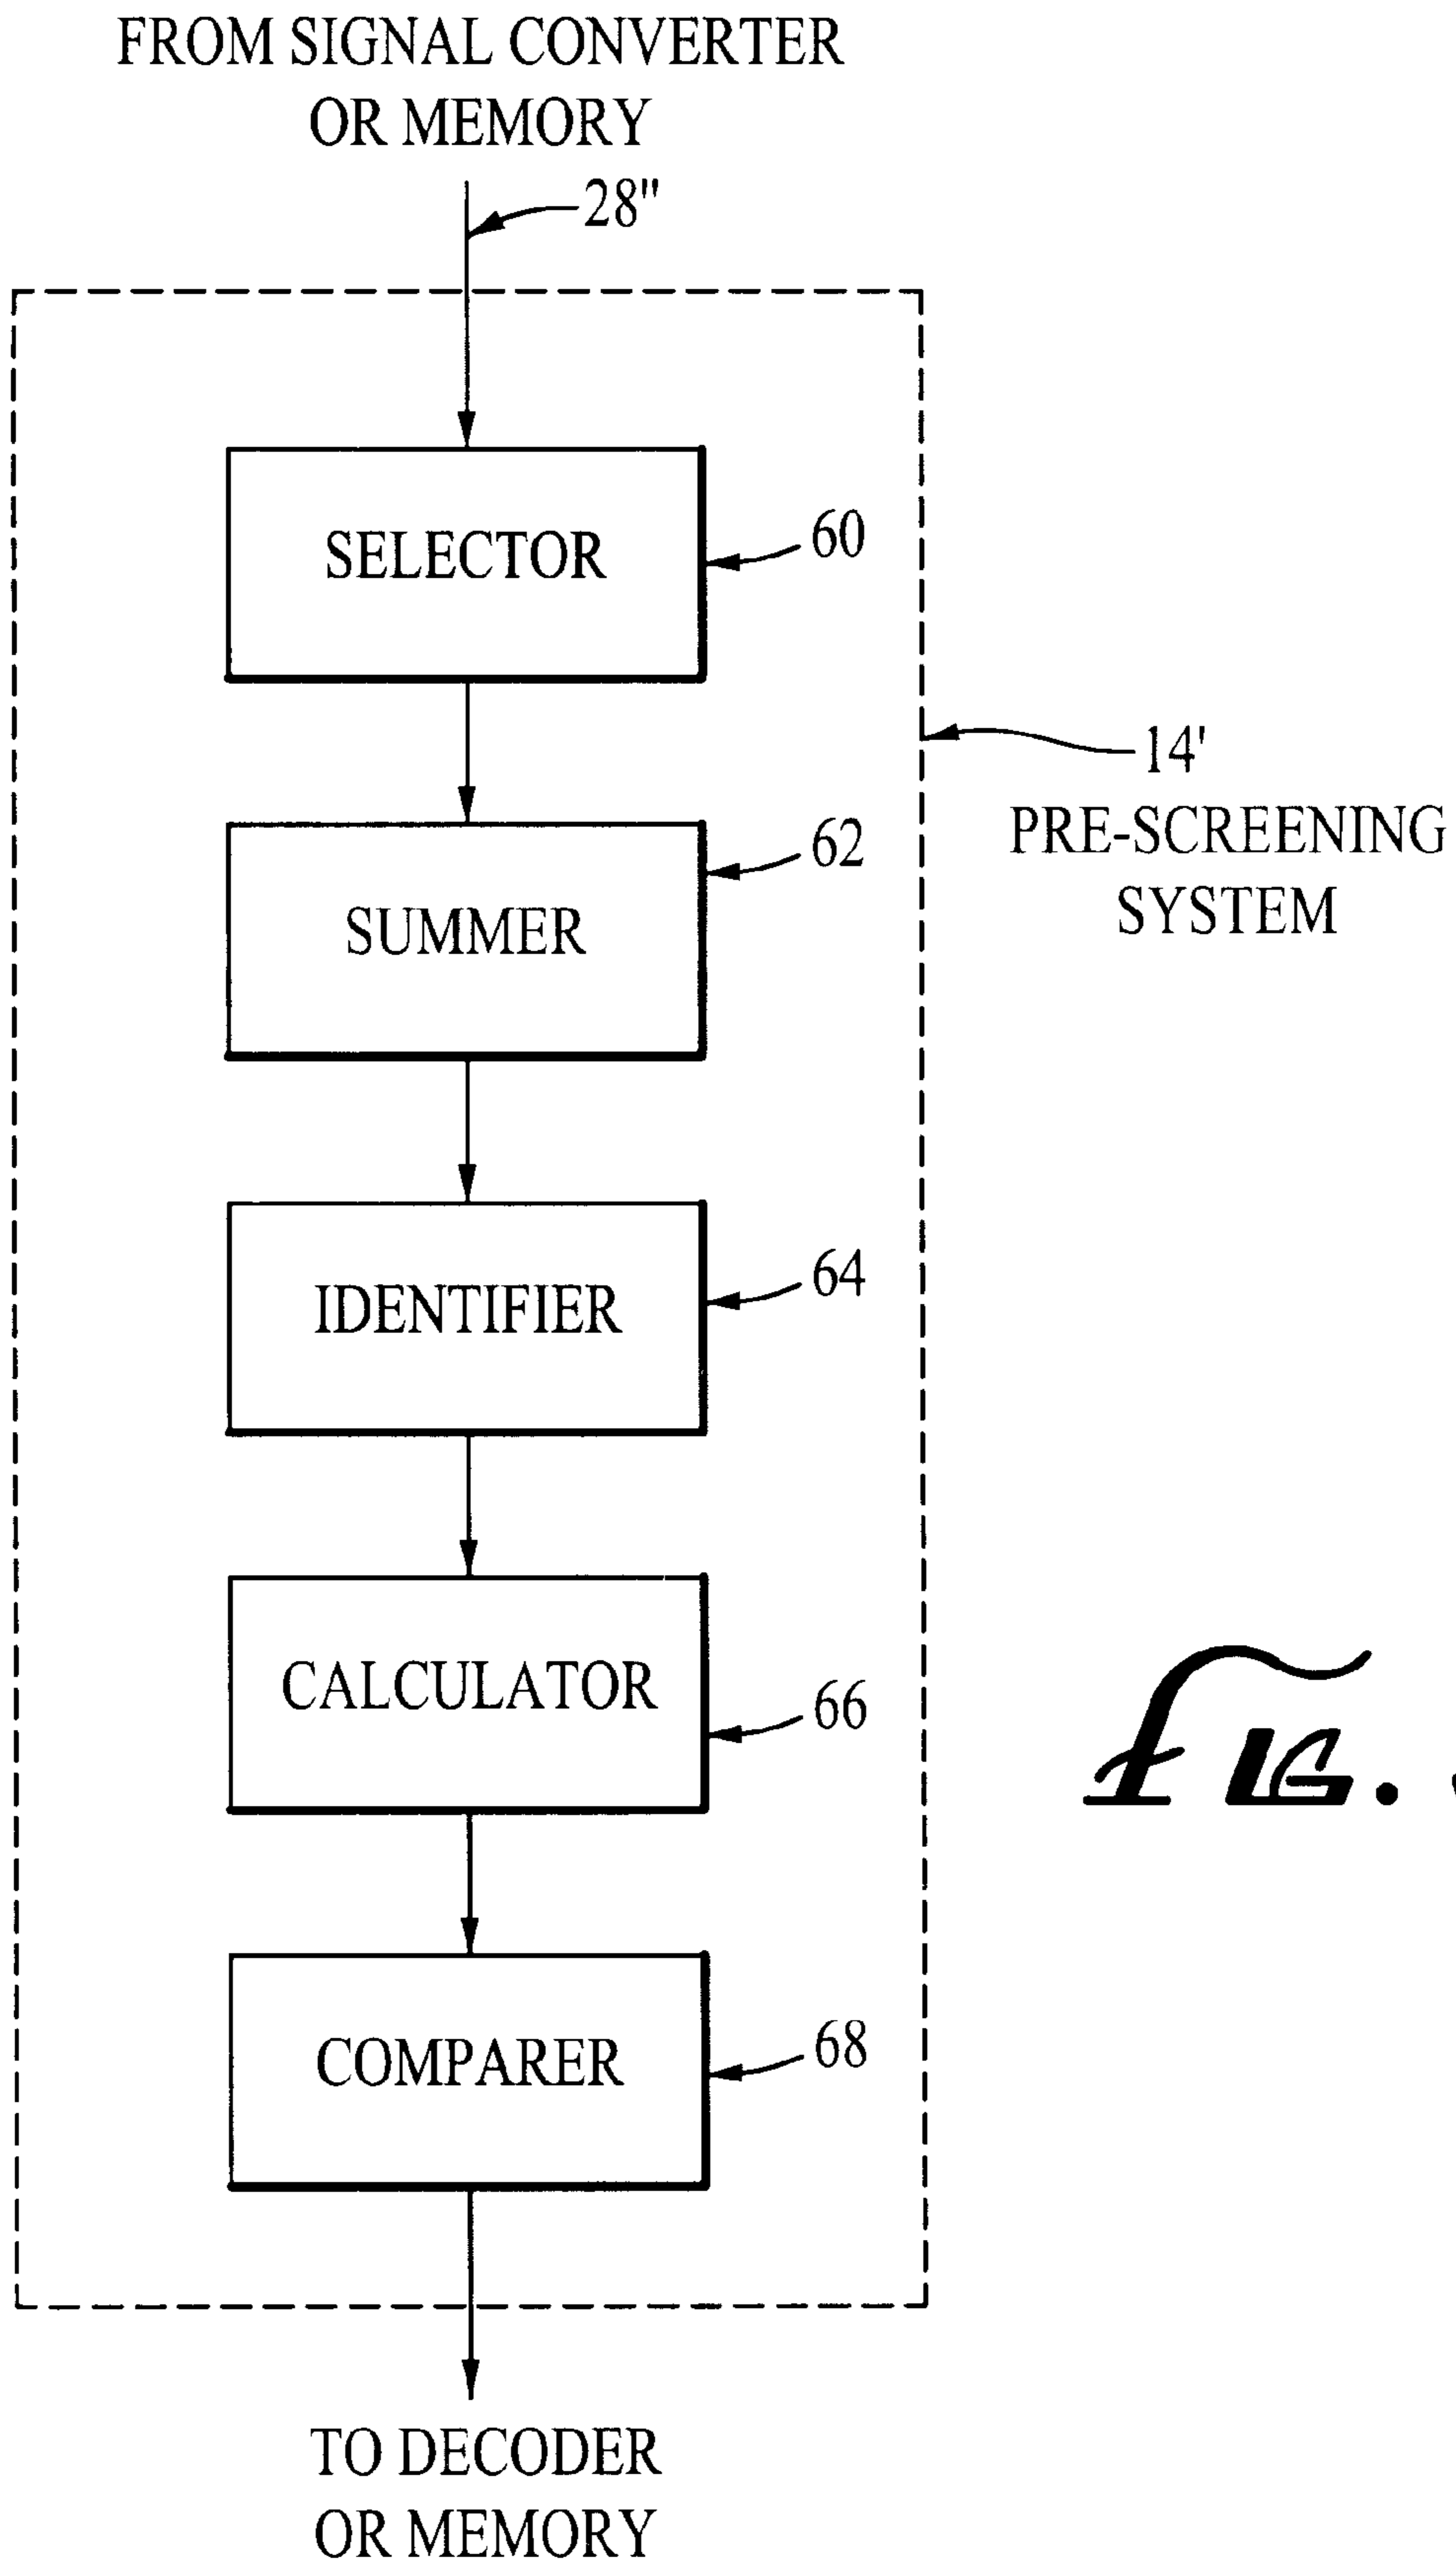 FROM SIGNAL CONVERTER
OR MEMORY
28"
SELECTOR
60
14'
PRE-SCREENING
SYSTEM
SUMMER
62
IDENTIFIER
64
CALCULATOR
66
FIG.
COMPARER
68
TO DECODER
OR MEMORY